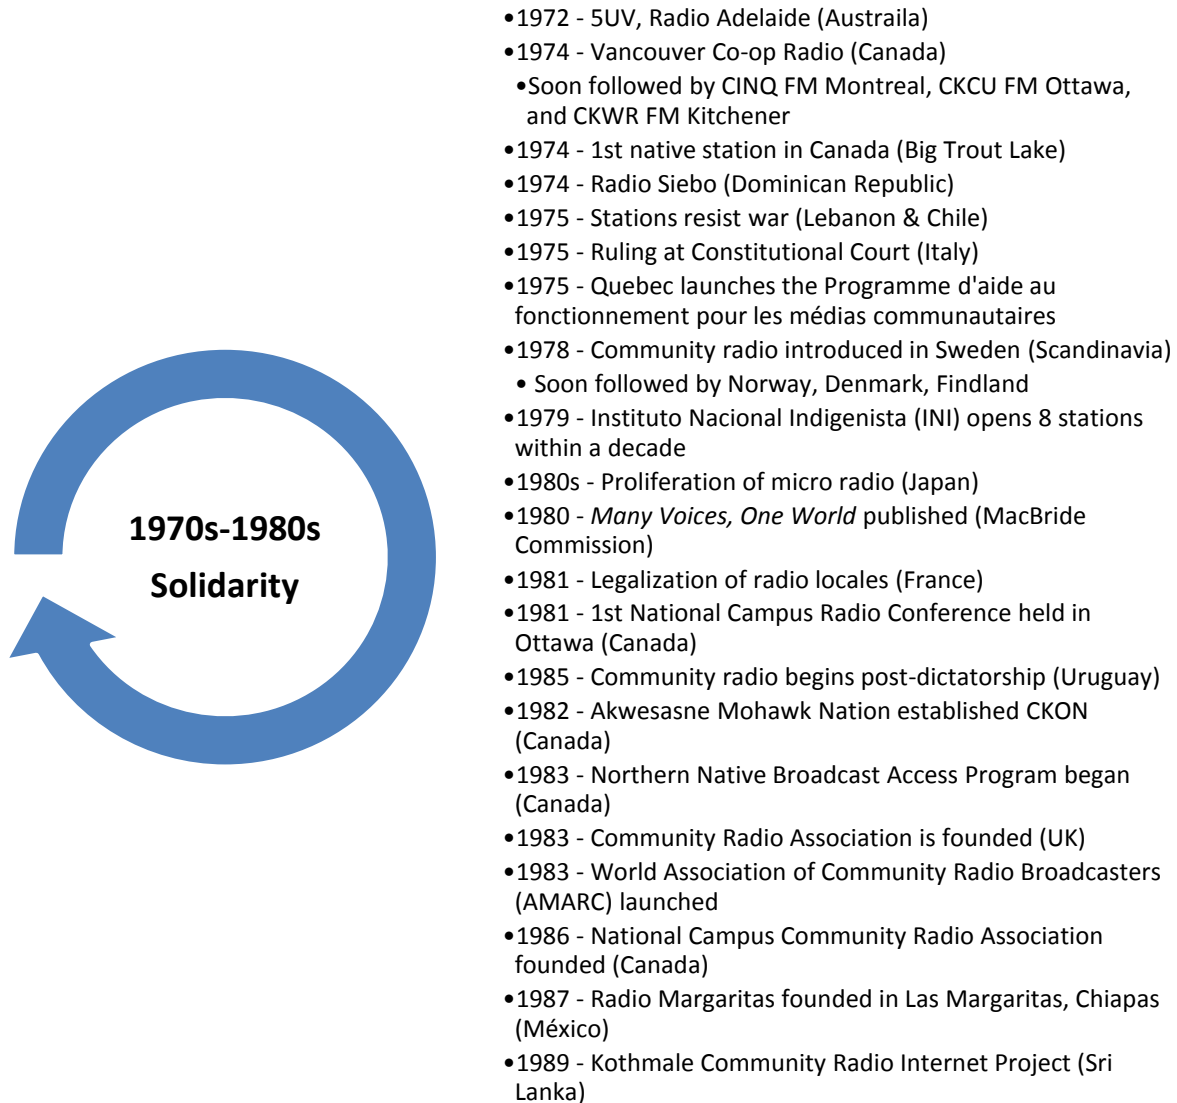 1970s-1980s
Solidarity
•1972 - 5UV, Radio Adelaide (Austraila)
•1974 - Vancouver Co-op Radio (Canada)
•Soon followed by CINQ FM Montreal, CKCU FM Ottawa,
and CKWR FM Kitchener
•1974 - 1st native station in Canada (Big Trout Lake)
•1974 - Radio Siebo (Dominican Republic)
•1975 - Stations resist war (Lebanon & Chile)
•1975 - Ruling at Constitutional Court (Italy)
•1975 - Quebec launches the Programme d'aide au
fonctionnement pour les médias communautaires
•1978 - Community radio introduced in Sweden (Scandinavia)
• Soon followed by Norway, Denmark, Findland
•1979 - Instituto Nacional Indigenista (INI) opens 8 stations
within a decade
•1980s - Proliferation of micro radio (Japan)
•1980 - Many Voices, One World published (MacBride
Commission)
•1981 - Legalization of radio locales (France)
•1981 - 1st National Campus Radio Conference held in
Ottawa (Canada)
•1985 - Community radio begins post-dictatorship (Uruguay)
•1982 - Akwesasne Mohawk Nation established CKON
(Canada)
•1983 - Northern Native Broadcast Access Program began
(Canada)
•1983 - Community Radio Association is founded (UK)
•1983 - World Association of Community Radio Broadcasters
(AMARC) launched
•1986 - National Campus Community Radio Association
founded (Canada)
•1987 - Radio Margaritas founded in Las Margaritas, Chiapas
(México)
•1989 - Kothmale Community Radio Internet Project (Sri
Lanka)